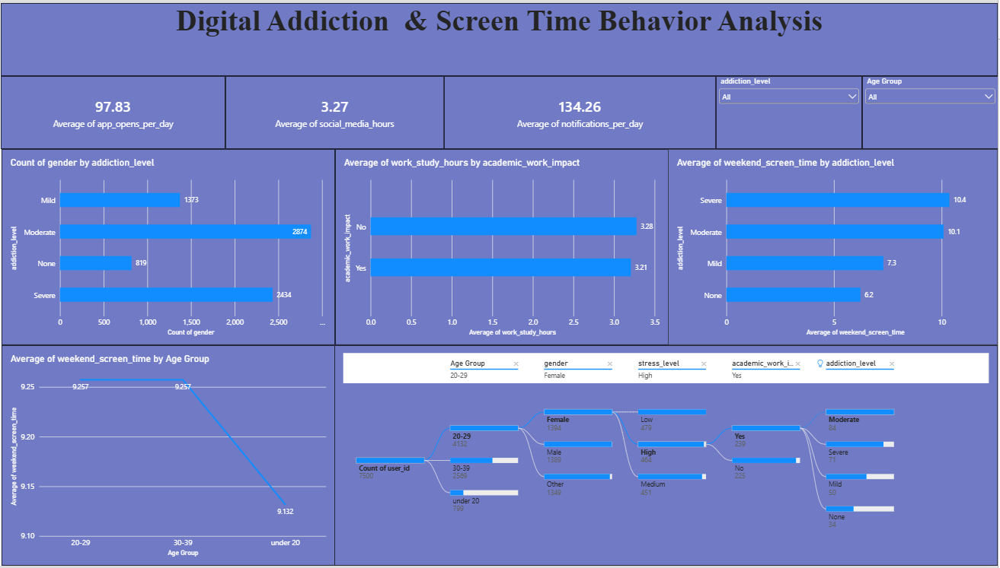 Digital Addiction & Screen Time Behavior Analysis
97.83
Average of app_opens_per_day
3.27
Average of social_media_hours
134.26
Average of notifications_per_day
addiction_level
All
Age Group
All
Count of gender by addiction_level
addiction_level
Mild
1373
Moderate
2874
None
819
Severe
2434
0 500 1,000 1,500 2,000 2,500 ...
Count of gender
Average of work_study_hours by academic_work_impact
academic_work_impact
No
3.28
Yes
3.21
0.0 0.5 1.0 1.5 2.0 2.5 3.0 3.5
Average of work_study_hours
Average of weekend_screen_time by addiction_level
addiction_level
Severe
10.4
Moderate
10.1
Mild
7.3
None
6.2
0 5 10
Average of weekend_screen_time
Average of weekend_screen_time by Age Group
Average of weekend_screen_time
9.25
9.20
9.15
9.10
9.257
9.257
9.132
20-29 30-39 under 20
Age Group
Age Group
20-29
gender
Female
stress_level
High
academic_work_i...
Yes
addiction_level
Count of user_id
7500
20-29
4132
30-39
2569
under 20
799
Female
1394
Male
1389
Other
1349
Low
479
High
464
Medium
451
Yes
239
No
225
Moderate
84
Severe
71
Mild
50
None
34